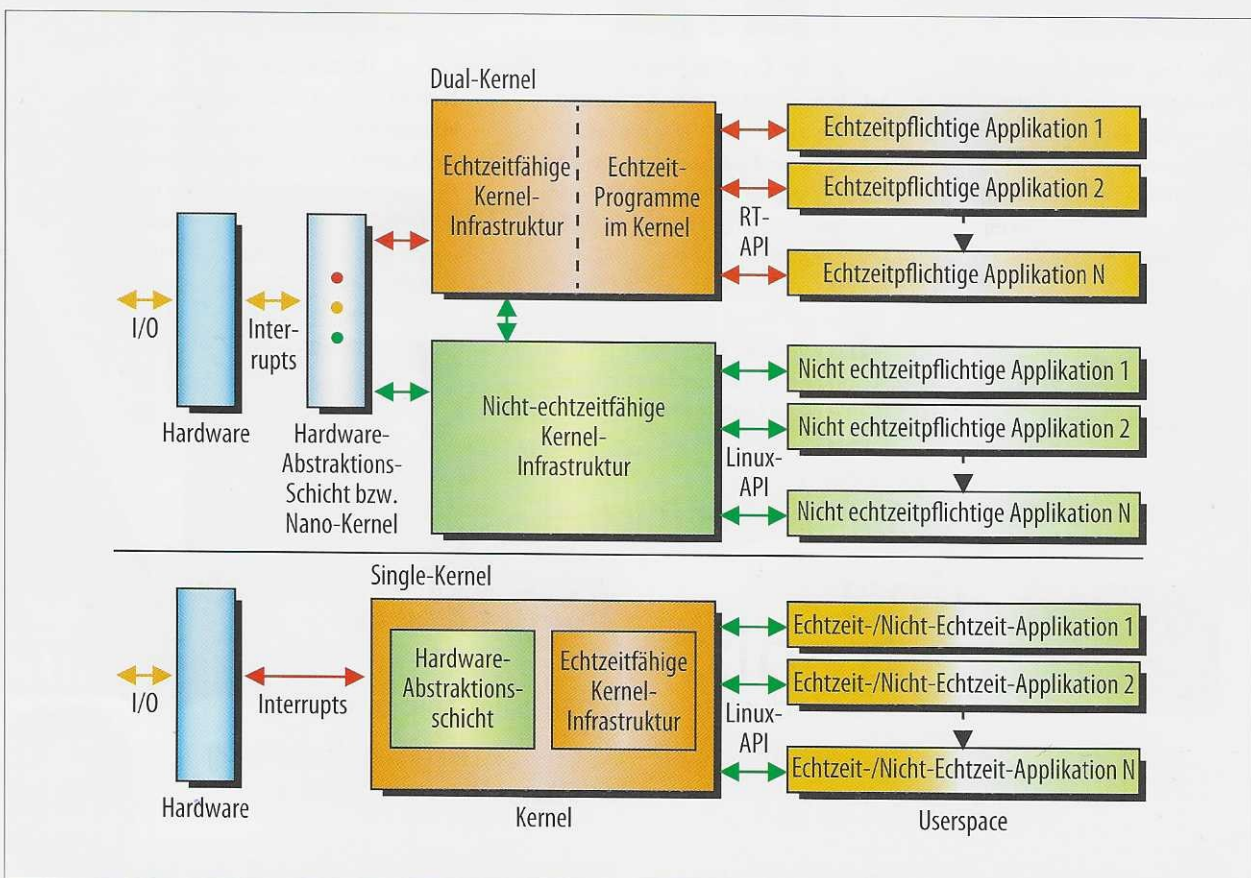 Dual-Kernel
Echtzeitfähige
Kernel-
Infrastruktur
Echtzeit-
Programme
im Kernel
RT-
API
Echtzeitpflichtige Applikation 1
Echtzeitpflichtige Applikation 2
Echtzeitpflichtige Applikation N
I/O
Inter-
rupts
Hardware
Hardware-
Abstraktions-
Schicht bzw.
Nano-Kernel
Nicht-echtzeitfähige
Kernel-
Infrastruktur
Linux-
API
Nicht echtzeitpflichtige Applikation 1
Nicht echtzeitpflichtige Applikation 2
Nicht echtzeitpflichtige Applikation N
Single-Kernel
I/O
Hardware
Interrupts
Hardware-
Abstraktions-
schicht
Echtzeitfähige
Kernel-
Infrastruktur
Kernel
Linux-
API
Echtzeit-/Nicht-Echtzeit-Applikation 1
Echtzeit-/Nicht-Echtzeit-Applikation 2
Echtzeit-/Nicht-Echtzeit-Applikation N
Userspace